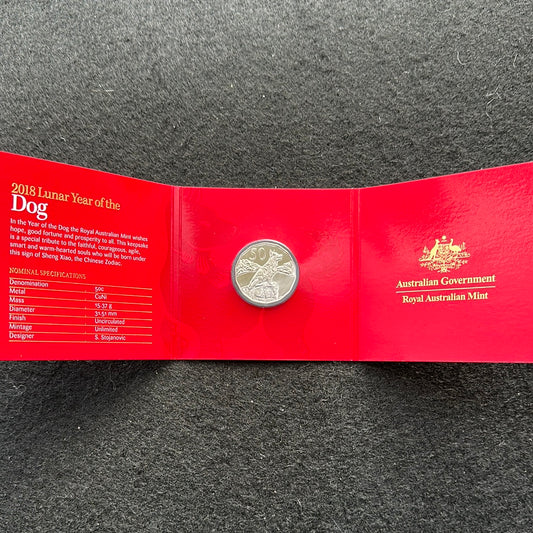 2018 Lunar Year of the
Dog
In the Year of the Dog the Royal Australian Mint wishes
hope, good fortune and prosperity to all. This keepsake
is a special tribute to the faithful, courageous, agile,
smart and warm-hearted souls who will be born under
this sign of Sheng Xiao, the Chinese Zodiac.
NOMINAL SPECIFICATIONS
Denomination : 50c
Metal : CuNi
Mass : 15.37 g
Diameter : 31.51 mm
Finish : Uncirculated
Mintage : Unlimited
Designer : S. Stojanovic
50
Australian Government
Royal Australian Mint